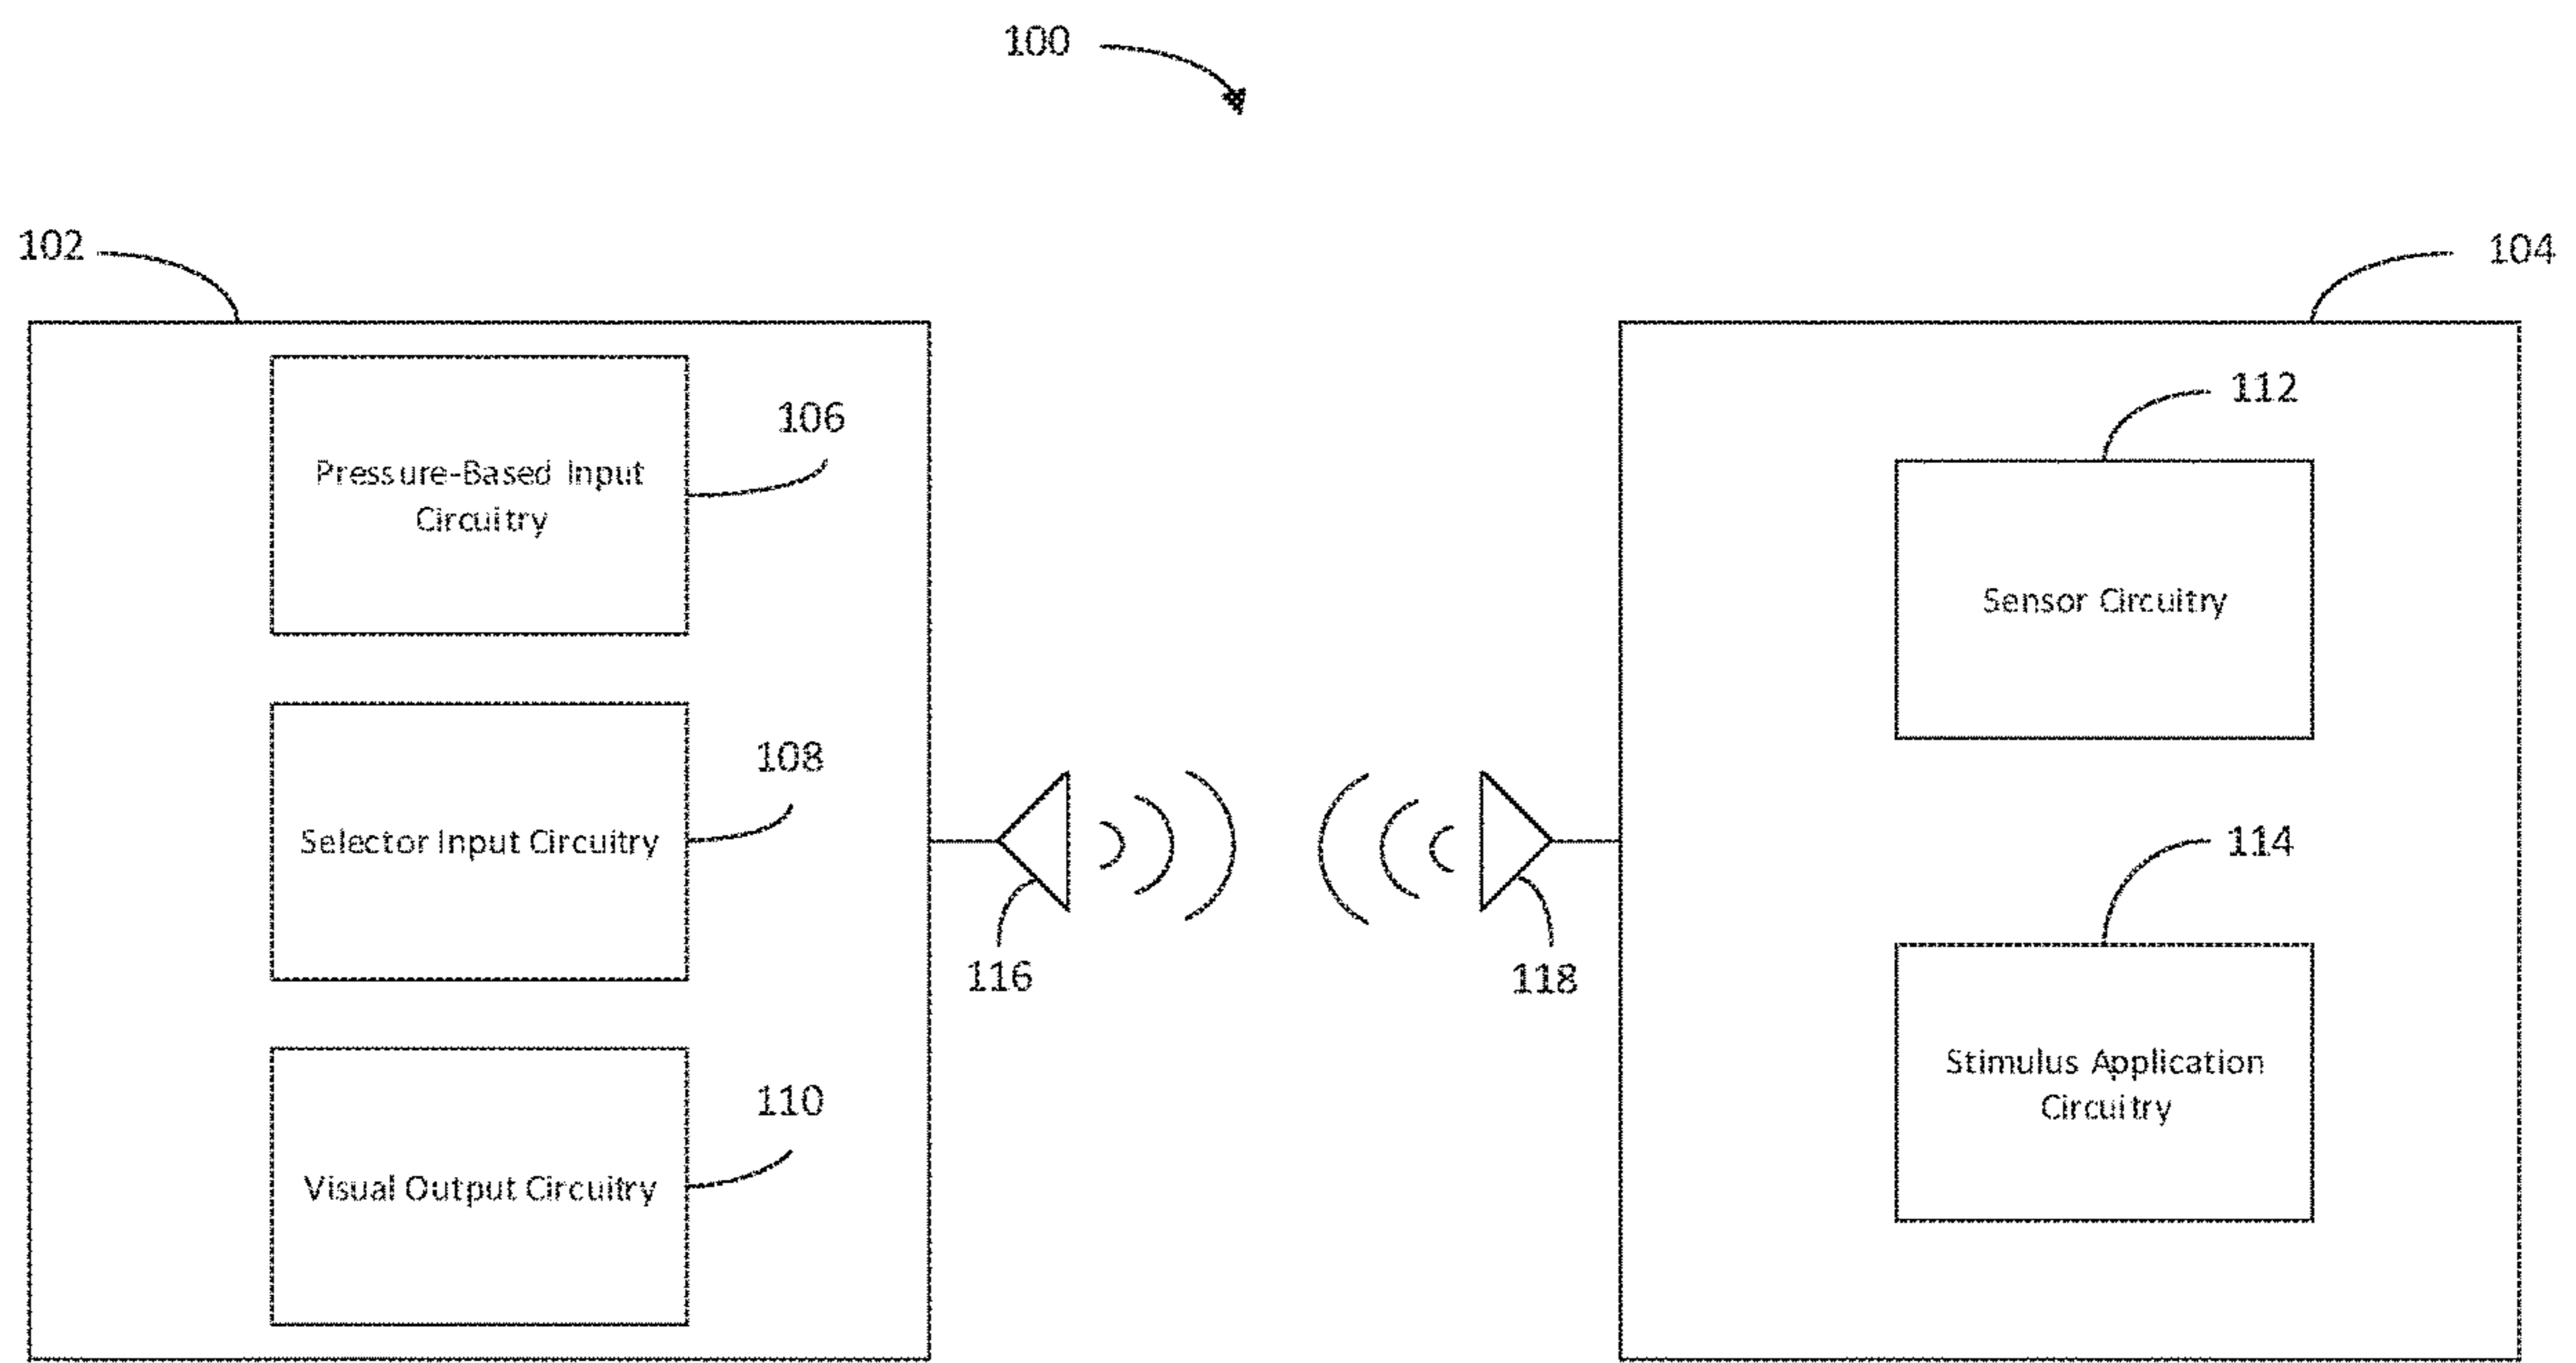 100
102
104
106
Pressure-Based Input
Circuitry
108
Selector Input Circuitry
110
Visual Output Circuitry
116
118
112
Sensor Circuitry
114
Stimulus Application
Circuitry